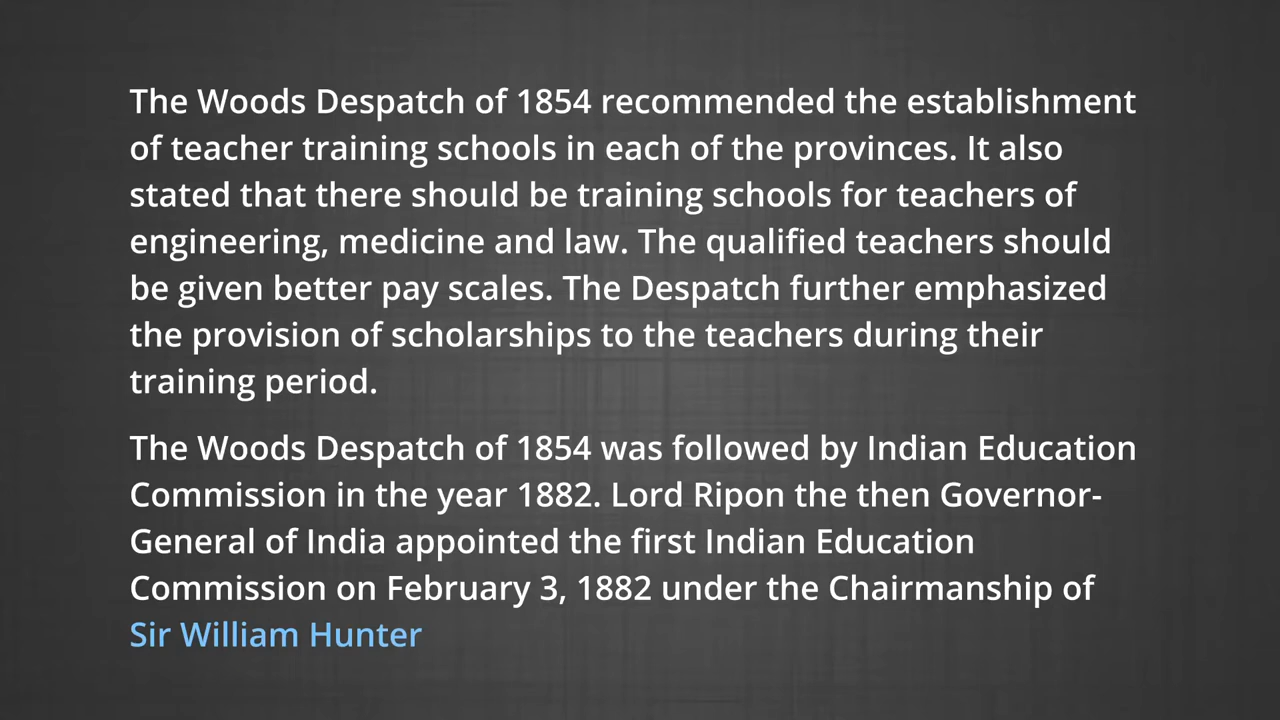 The Woods Despatch of 1854 recommended the establishment
of teacher training schools in each of the provinces. It also
stated that there should be training schools for teachers of
engineering, medicine and law. The qualified teachers should
be given better pay scales. The Despatch further emphasized
the provision of scholarships to the teachers during their
training period.
The Woods Despatch of 1854 was followed by Indian Education
Commission in the year 1882. Lord Ripon the then Governor-
General of India appointed the first Indian Education
Commission on February 3, 1882 under the Chairmanship of
Sir William Hunter